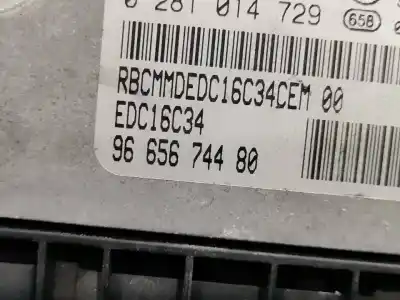 0 281 014 729 658
RBCMMDEDC16C34CEM 00
EDC16C34
96 656 744 80